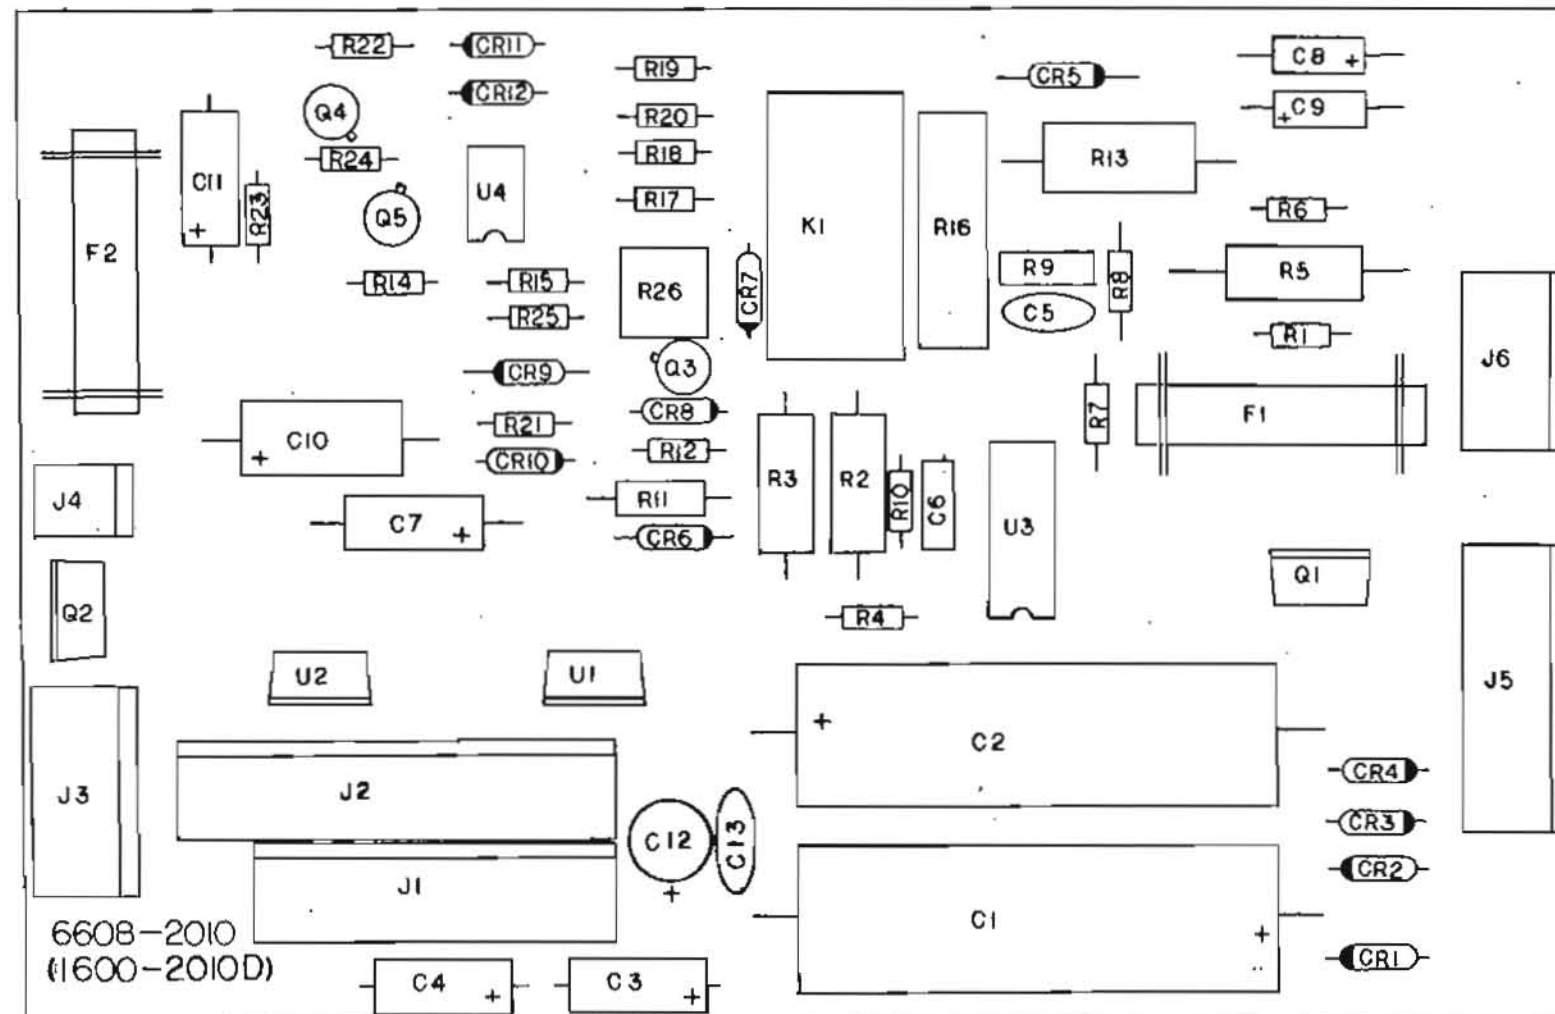 R22
CR11
R19
CR5
C8 +
CR12
C9
+
Q4
R20
R24
R18
R13
C11
+
R23
Q5
U4
R17
K1
R16
R6
F2
R14
R15
R26
CR7
R9
R8
R5
R25
C5
R1
CR9
Q3
J6
CR8
R7
F1
R21
C10
+
R12
CR10
R3
R2
J4
C7 +
R11
R10
C6
U3
CR6
Q1
Q2
R4
U2
U1
J5
+
C2
CR4
J3
J2
CR3
C12
+
C13
CR2
J1
C1
+
6608-2010
(1600-2010D)
CR1
C4 +
C3 +